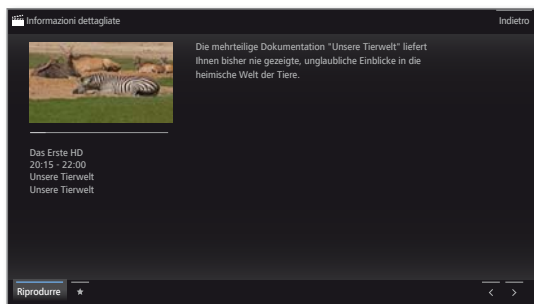 Informazioni dettagliate
Indietro
Die mehrteilige Dokumentation "Unsere Tierwelt" liefert
Ihnen bisher nie gezeigte, unglaubliche Einblicke in die
heimische Welt der Tiere.
Das Erste HD
20:15 - 22:00
Unsere Tierwelt
Unsere Tierwelt
Riprodurre